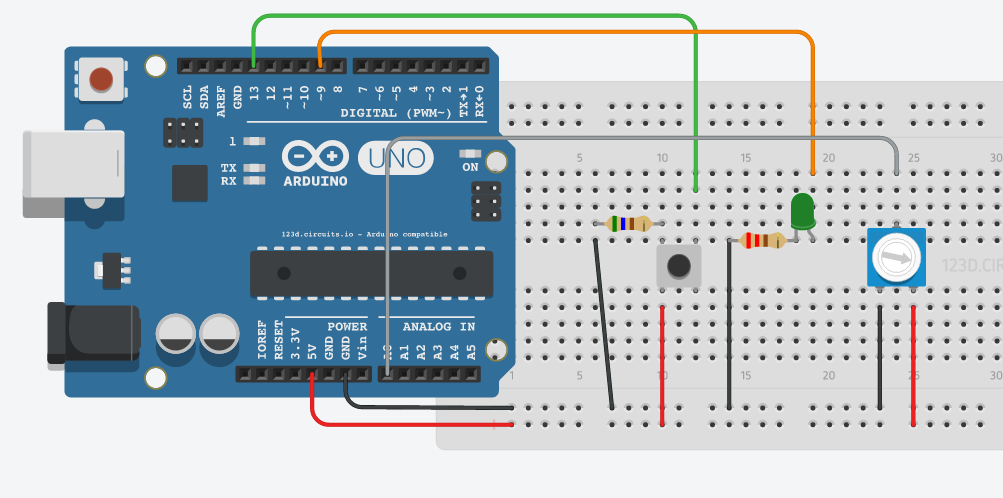 SCL
SDA
AREF
GND
13
12
~11
~10
~9
8
7
~6
~5
4
~3
2
TX→1
RX←0
DIGITAL (PWM~)
1
TX
RX
ARDUINO
UNO
ON
123d.circuits.io - Arduino compatible
POWER
ANALOG IN
IOREF
RESET
3.3V
5V
GND
GND
Vin
A0
A1
A2
A3
A4
A5
5 10 15 20 25 30
123D.CIR
1 5 10 15 20 25 30